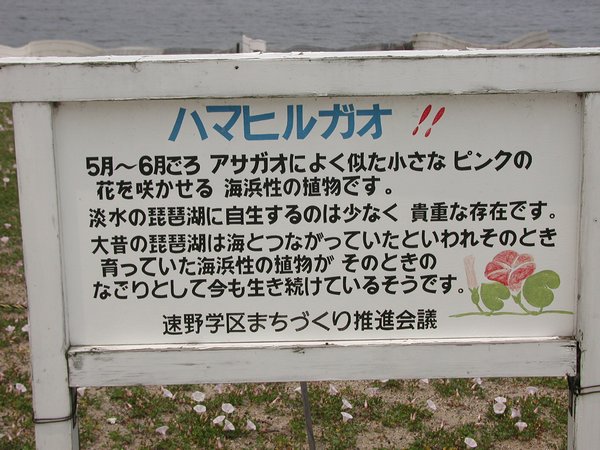 ハマヒルガオ !!
5月〜6月ごろ アサガオによく似た小さな ピンクの
花を咲かせる 海浜性の植物です。
淡水の琵琶湖に自生するのは少なく 貴重な存在です。
大昔の琵琶湖は海とつながっていたといわれそのとき
育っていた海浜性の植物が そのときの
なごりとして今も生き続けているそうです。
速野学区まちづくり推進会議